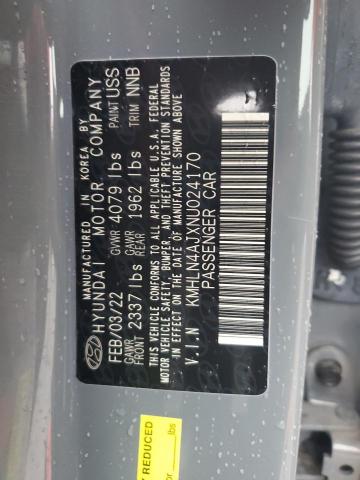 MANUFACTURED IN KOREA BY
HYUNDAI MOTOR COMPANY
FEB/03/22 GVWR 4079 lbs PAINT USS
GAWR FRONT 2337 lbs GAWR REAR 1962 lbs TRIM NNB
THIS VEHICLE CONFORMS TO ALL APPLICABLE U.S.A. FEDERAL
MOTOR VEHICLE SAFETY, BUMPER, AND THEFT PREVENTION STANDARDS
IN EFFECT ON THE DATE OF MANUFACTURE SHOWN ABOVE.
V.I.N KMHLN4AJXNU024170
PASSENGER CAR
REDUCED
lbs